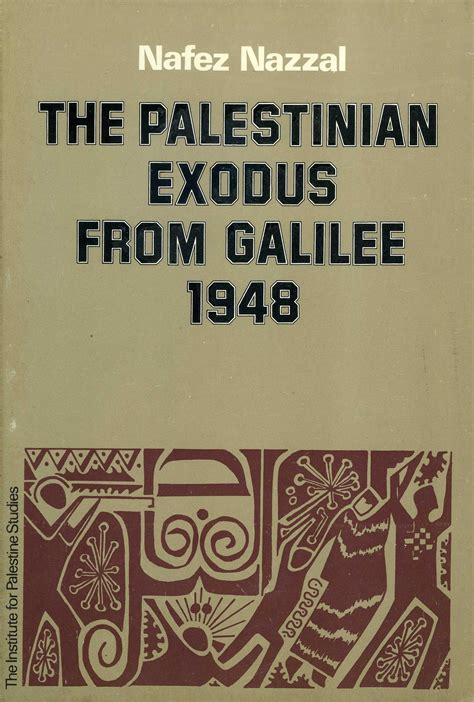 Nafez Nazzal
THE PALESTINIAN
EXODUS
FROM GALILEE
1948
The Institute for Palestine Studies